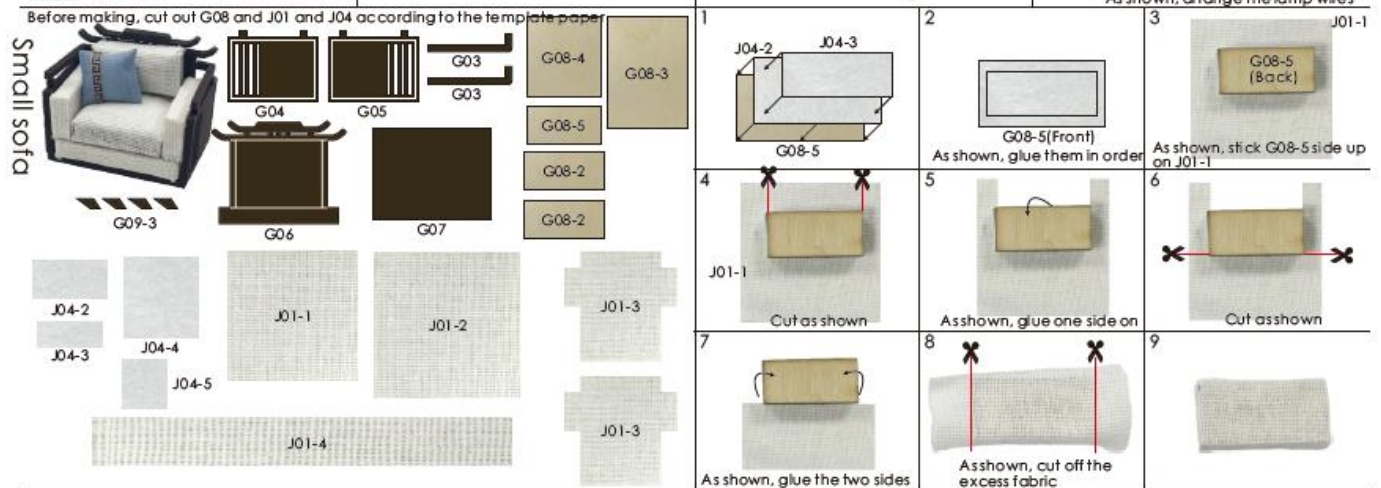 As shown, arrange the lamp wires
Before making, cut out G08 and J01 and J04 according to the template paper
Small sofa
G04
G05
G03
G03
G08-4
G08-3
G08-5
G08-2
G08-2
G09-3
G06
G07
J04-2
J04-3
J04-4
J04-5
J01-1
J01-2
J01-3
J01-3
J01-4
1
J04-2
J04-3
G08-5
2
G08-5(Front)
As shown, glue them in order
3
J01-1
G08-5
(Back)
As shown, stick G08-5 side up
on J01-1
4
J01-1
Cut as shown
5
As shown, glue one side on
6
Cut as shown
7
As shown, glue the two sides
8
As shown, cut off the
excess fabric
9